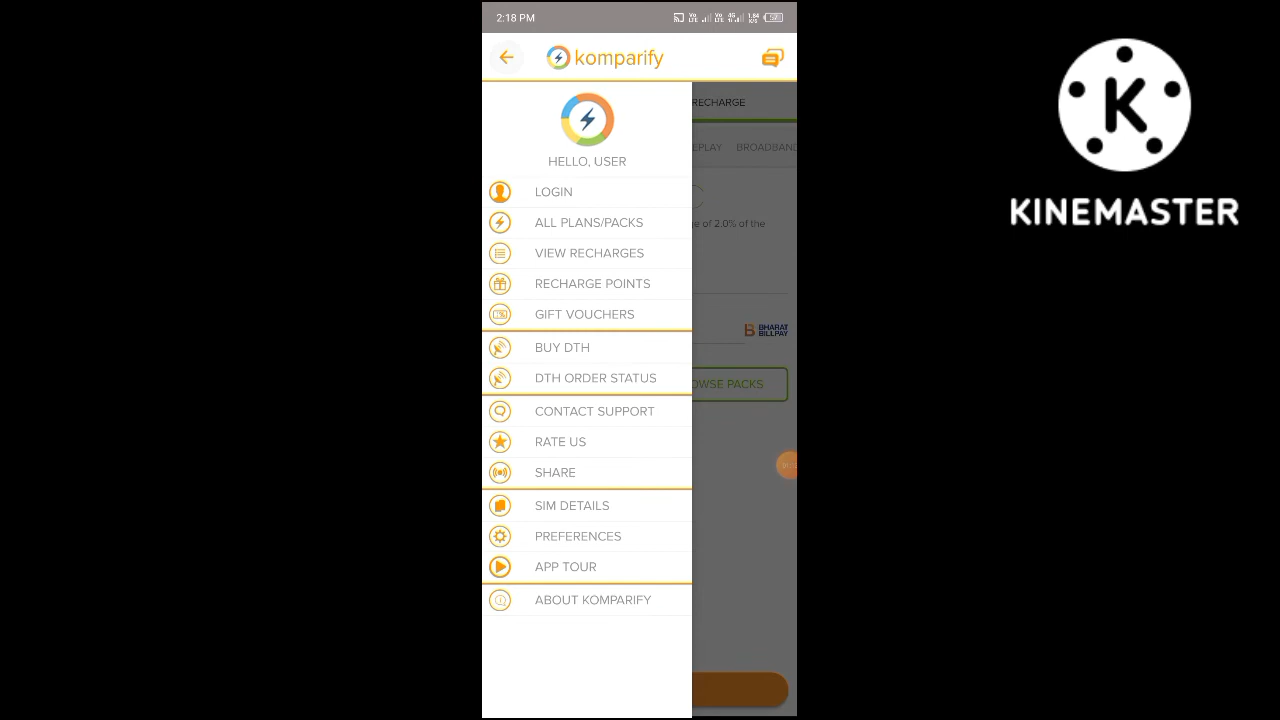 2:18 PM
komparify
RECHARGE
HELLO, USER
EPLAY BROADBAND
LOGIN
ALL PLANS/PACKS
e of 2.0% of the
VIEW RECHARGES
RECHARGE POINTS
GIFT VOUCHERS
BHARAT
BILLPAY
BUY DTH
DTH ORDER STATUS
OWSE PACKS
CONTACT SUPPORT
RATE US
SHARE
SIM DETAILS
PREFERENCES
APP TOUR
ABOUT KOMPARIFY
K
KINEMASTER